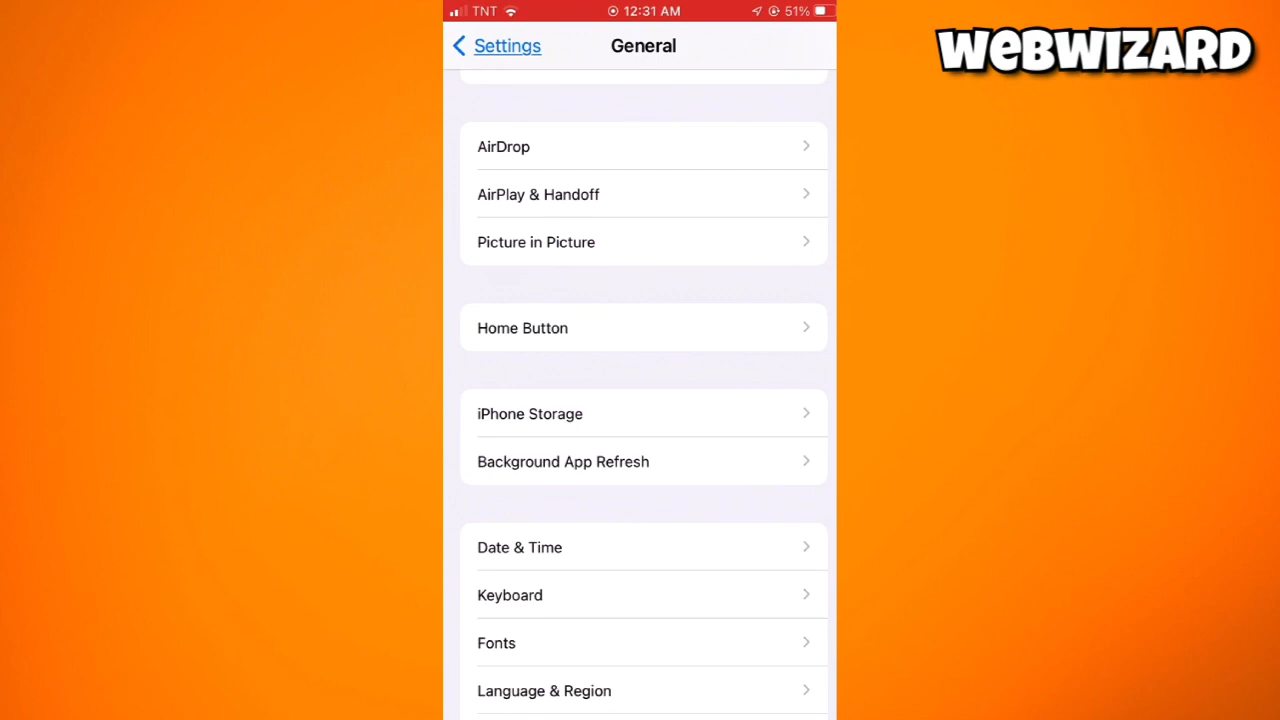 TNT 12:31 AM 51%
WEBWIZARD
Settings General
AirDrop
AirPlay & Handoff
Picture in Picture
Home Button
iPhone Storage
Background App Refresh
Date & Time
Keyboard
Fonts
Language & Region